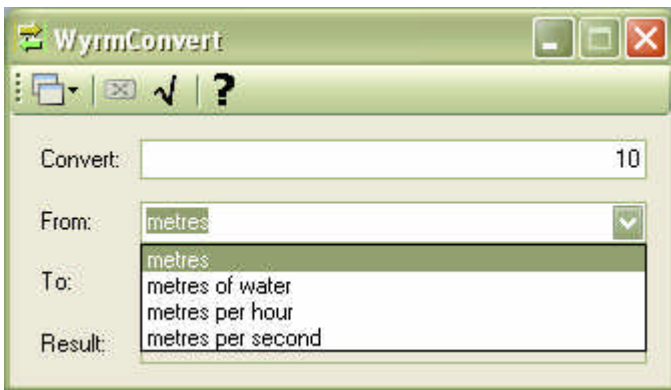 WyrmConvert
?
Convert: 10
From: metres
metres
To: metres of water
metres per hour
Result: metres per second